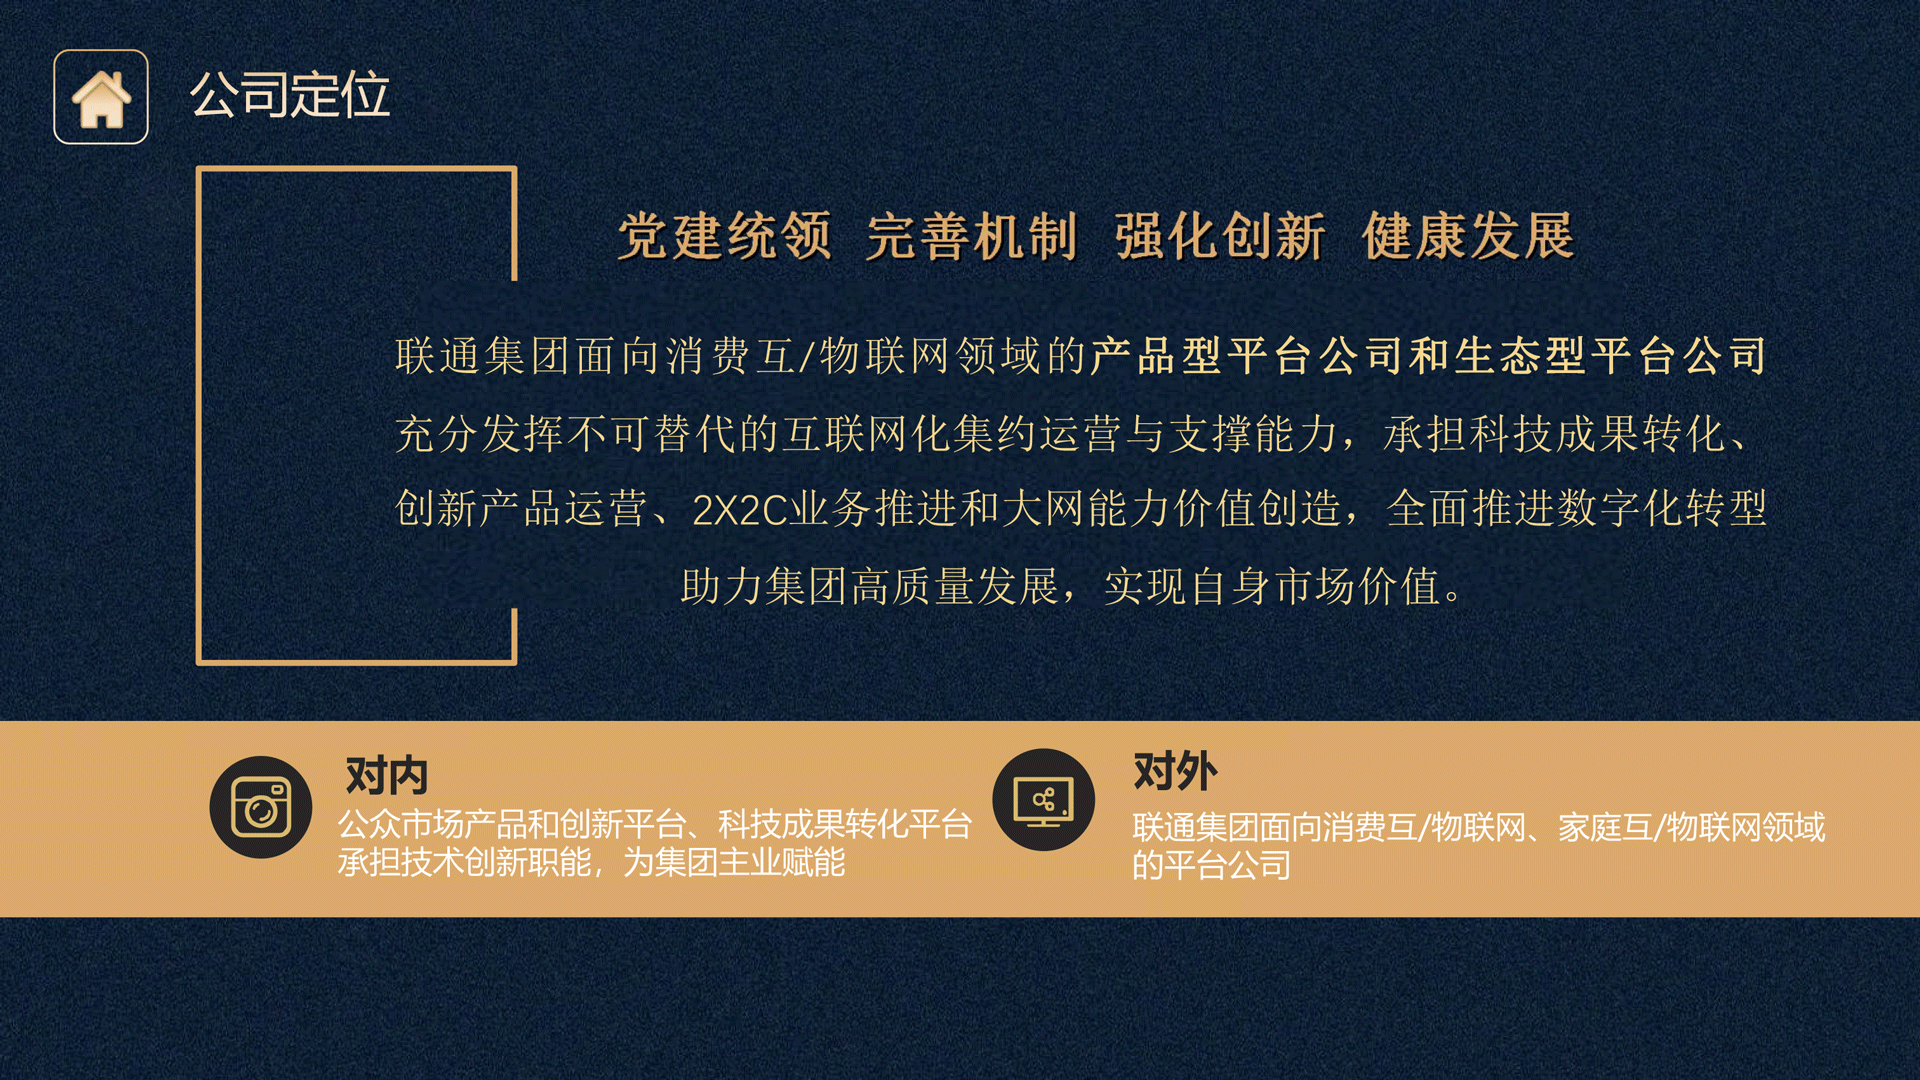 公司定位
党建统领 完善机制 强化创新 健康发展
联通集团面向消费互/物联网领域的产品型平台公司和生态型平台公司
充分发挥不可替代的互联网化集约运营与支撑能力，承担科技成果转化、
创新产品运营、2X2C业务推进和大网能力价值创造，全面推进数字化转型
助力集团高质量发展，实现自身市场价值。
对内
公众市场产品和创新平台、科技成果转化平台
承担技术创新职能，为集团主业赋能
对外
联通集团面向消费互/物联网、家庭互/物联网领域
的平台公司